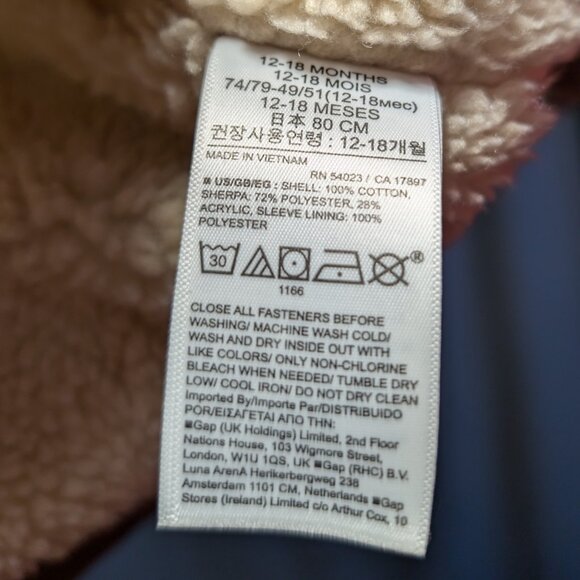 12-18 MONTHS
12-18 MOIS
74/79-49/51(12-18мес)
12-18 MESES
日本 80 CM
권장사용연령 : 12-18개월
MADE IN VIETNAM
RN 54023 / CA 17897
■ US/GB/EG : SHELL: 100% COTTON,
SHERPA: 72% POLYESTER, 28%
ACRYLIC, SLEEVE LINING: 100%
POLYESTER
30
®
1166
CLOSE ALL FASTENERS BEFORE
WASHING/ MACHINE WASH COLD/
WASH AND DRY INSIDE OUT WITH
LIKE COLORS/ ONLY NON-CHLORINE
BLEACH WHEN NEEDED/ TUMBLE DRY
LOW/ COOL IRON/ DO NOT DRY CLEAN
Imported By/Importe Par/DISTRIBUIDO
POR/ΕΙΣΑΓΕΤΑΙ ΑΠΟ ΤΗΝ:
■Gap (UK Holdings) Limited, 2nd Floor
Nations House, 103 Wigmore Street,
London, W1U 1QS, UK ■Gap (RHC) B.V.
Luna ArenA Herikerbergweg 238
Amsterdam 1101 CM, Netherlands ■Gap
Stores (Ireland) Limited c/o Arthur Cox, 10